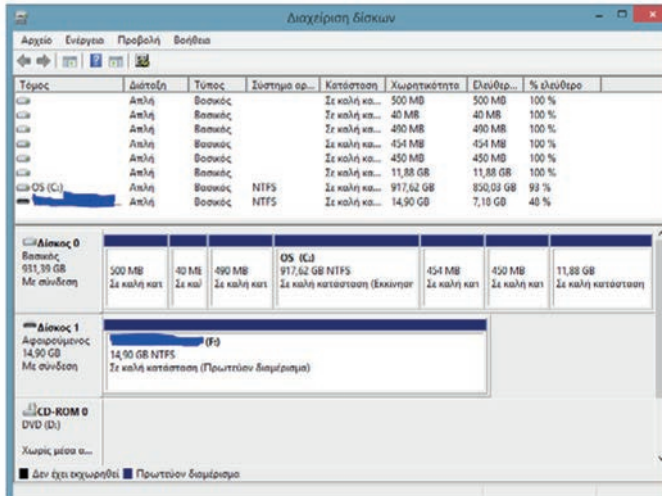 Διαχείριση δίσκων
Αρχείο Ενέργεια Προβολή Βοήθεια
Τόμος Διάταξη Τύπος Σύστημα αρ... Κατάσταση Χωρητικότητα Ελεύθερ... % ελεύθερο
Απλή Βασικός Σε καλή κα... 500 MB 500 MB 100 %
Απλή Βασικός Σε καλή κα... 40 MB 40 MB 100 %
Απλή Βασικός Σε καλή κα... 490 MB 490 MB 100 %
Απλή Βασικός Σε καλή κα... 454 MB 454 MB 100 %
Απλή Βασικός Σε καλή κα... 450 MB 450 MB 100 %
Απλή Βασικός Σε καλή κα... 11,88 GB 11,88 GB 100 %
OS (C:) Απλή Βασικός NTFS Σε καλή κα... 917,62 GB 850,03 GB 93 %
Απλή Βασικός NTFS Σε καλή κα... 14,90 GB 7,18 GB 48 %
Δίσκος 0
Βασικός
931,39 GB
Με σύνδεση
500 MB
Σε καλή κατ
40 ME
Σε καλ
490 MB
Σε καλή κατ
OS (C:)
917,62 GB NTFS
Σε καλή κατάσταση (Εκκίνησr
454 MB
Σε καλή κατ
450 MB
Σε καλή κατ
11,88 GB
Σε καλή κατάσταση
Δίσκος 1
Αφαιρούμενος
14,90 GB
Με σύνδεση
(F:)
14,90 GB NTFS
Σε καλή κατάσταση (Πρωτεύον διαμέρισμα)
CD-ROM 0
DVD (D:)
Χωρίς μέσα α...
Δεν έχει εκχωρηθεί Πρωτεύον διαμέρισμα